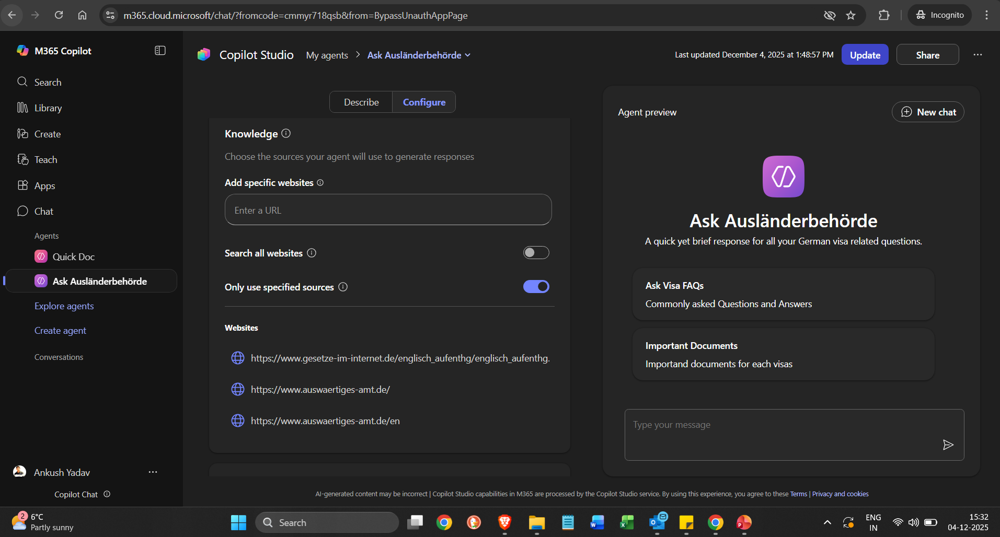 m365.cloud.microsoft/chat/?fromcode=cmmyr718qsb&from=BypassUnauthAppPage
Incognito
M365 Copilot
Search
Library
Create
Teach
Apps
Chat
Agents
Quick Doc
Ask Ausländerbehörde
Explore agents
Create agent
Conversations
Ankush Yadav
Copilot Chat
Copilot Studio
My agents
Ask Ausländerbehörde
Last updated December 4, 2025 at 1:48:57 PM
Update
Share
Describe
Configure
Knowledge
Choose the sources your agent will use to generate responses
Add specific websites
Enter a URL
Search all websites
Only use specified sources
Websites
https://www.gesetze-im-internet.de/englisch_aufenthg/englisch_aufenthg.
https://www.auswaertiges-amt.de/
https://www.auswaertiges-amt.de/en
Agent preview
New chat
Ask Ausländerbehörde
A quick yet brief response for all your German visa related questions.
Ask Visa FAQs
Commonly asked Questions and Answers
Important Documents
Importand documents for each visas
Type your message
AI-generated content may be incorrect | Copilot Studio capabilities in M365 are processed by the Copilot Studio service. By using this experience, you agree to these Terms | Privacy and cookies
2
6°C
Partly sunny
Search
ENG
IN
15:32
04-12-2025